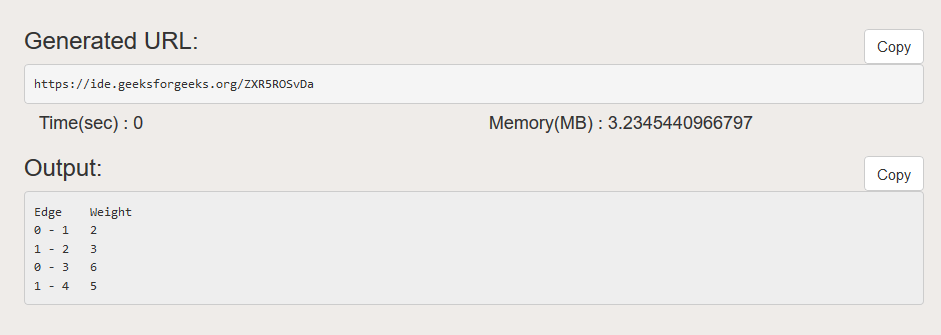 Generated URL:
Copy
https://ide.geeksforgeeks.org/ZXR5ROSvDa
Time(sec) : 0 Memory(MB) : 3.2345440966797
Output:
Copy
Edge Weight
0 - 1 2
1 - 2 3
0 - 3 6
1 - 4 5